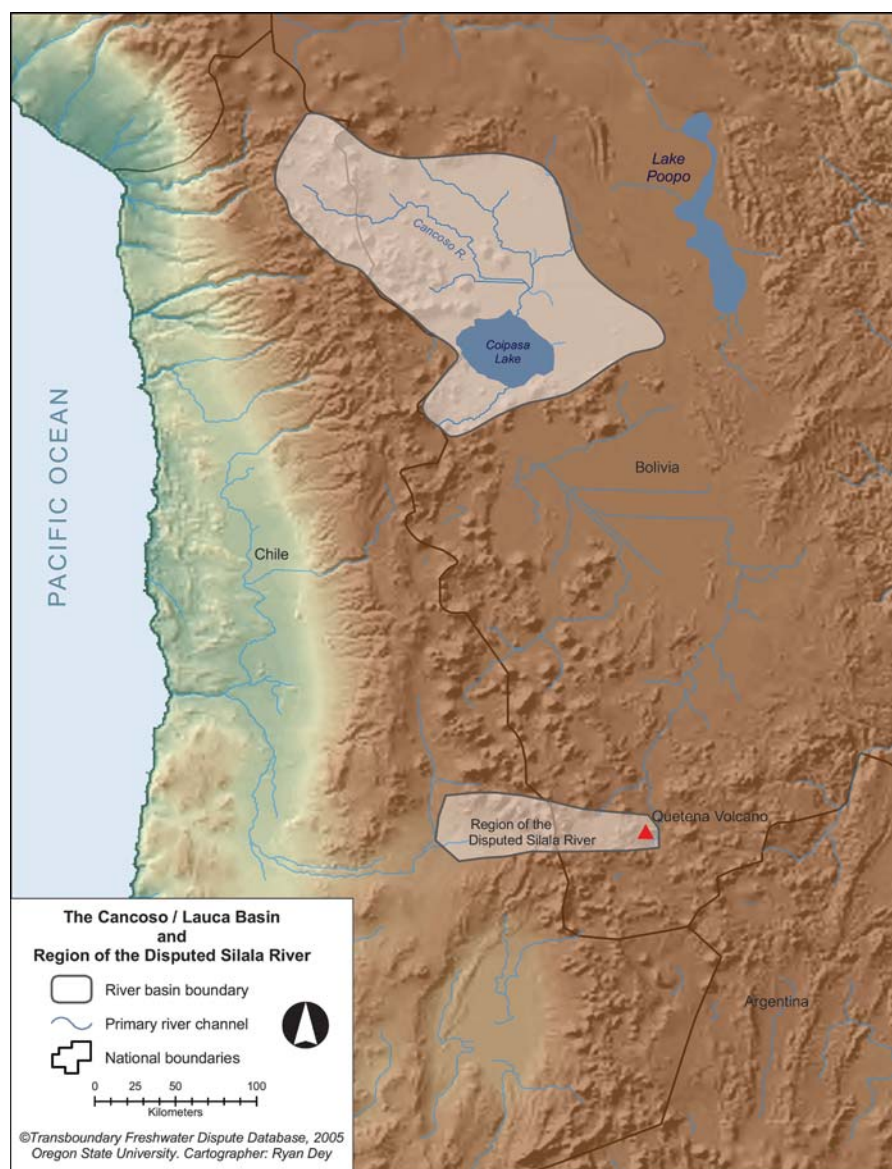 Lake
Poopo
Cancoso R.
Coipasa
Lake
PACIFIC OCEAN
Bolivia
Chile
Quetena Volcano
Region of the
Disputed Silala River
Argentina
The Cancoso / Lauca Basin
and
Region of the Disputed Silala River
River basin boundary
Primary river channel
National boundaries
0 25 50 100
Kilometers
©Transboundary Freshwater Dispute Database, 2005
Oregon State University. Cartographer: Ryan Dey